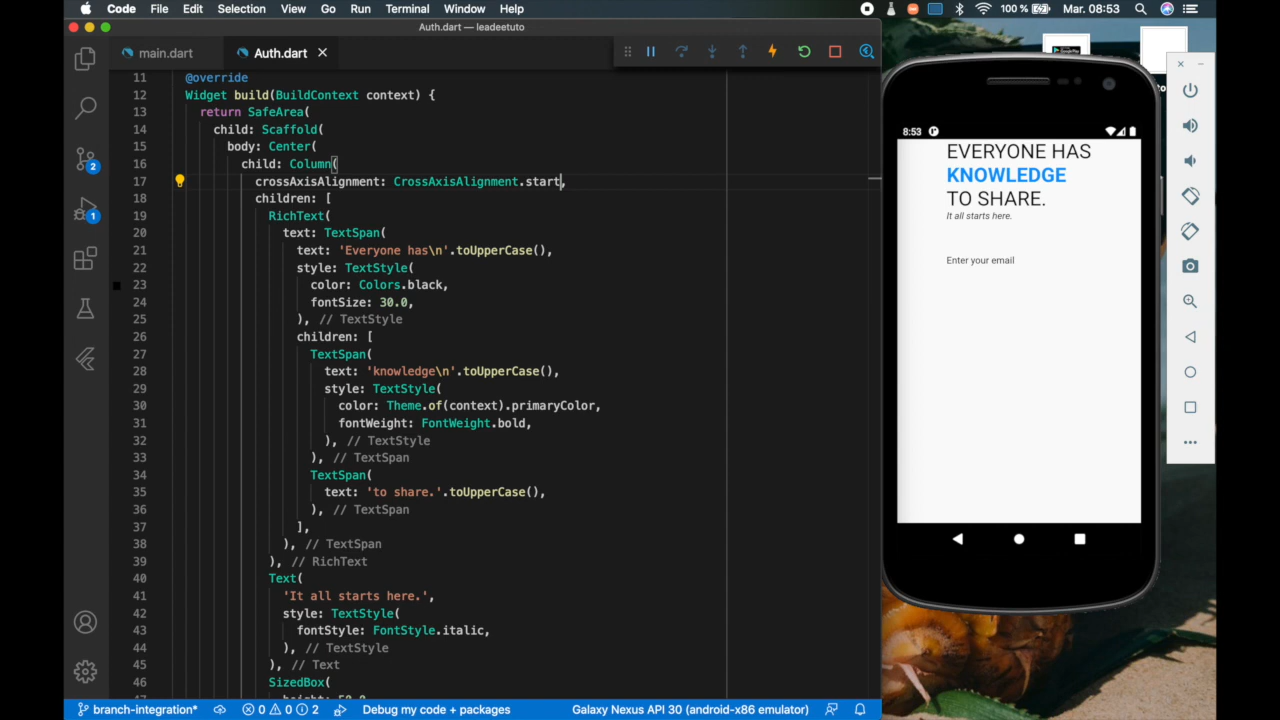 Code File Edit Selection View Go Run Terminal Window Help 100 % Mar. 08:53
Auth.dart — leadeetuto
main.dart Auth.dart
11 @override
12 Widget build(BuildContext context) {
13 return SafeArea(
14 child: Scaffold(
15 body: Center(
16 child: Column(
17 crossAxisAlignment: CrossAxisAlignment.start,
18 children: [
19 RichText(
20 text: TextSpan(
21 text: 'Everyone has\n'.toUpperCase(),
22 style: TextStyle(
23 color: Colors.black,
24 fontSize: 30.0,
25 ), // TextStyle
26 children: [
27 TextSpan(
28 text: 'knowledge\n'.toUpperCase(),
29 style: TextStyle(
30 color: Theme.of(context).primaryColor,
31 fontWeight: FontWeight.bold,
32 ), // TextStyle
33 ), // TextSpan
34 TextSpan(
35 text: 'to share.'.toUpperCase(),
36 ), // TextSpan
37 ],
38 ), // TextSpan
39 ), // RichText
40 Text(
41 'It all starts here.',
42 style: TextStyle(
43 fontStyle: FontStyle.italic,
44 ), // TextStyle
45 ), // Text
46 SizedBox(
2
1
branch-integration* 0 0 2 Debug my code + packages Galaxy Nexus API 30 (android-x86 emulator)
8:53
EVERYONE HAS
KNOWLEDGE
TO SHARE.
It all starts here.
Enter your email